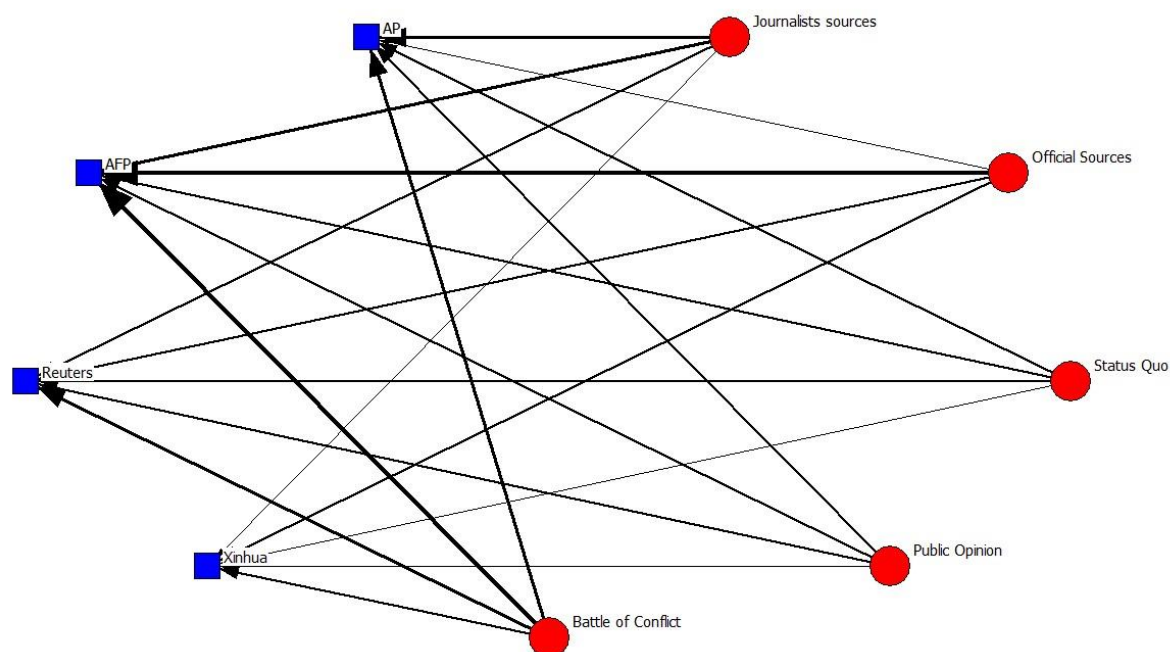 AP
Journalists sources
AFP
Official Sources
Reuters
Status Quo
Xinhua
Public Opinion
Battle of Conflict